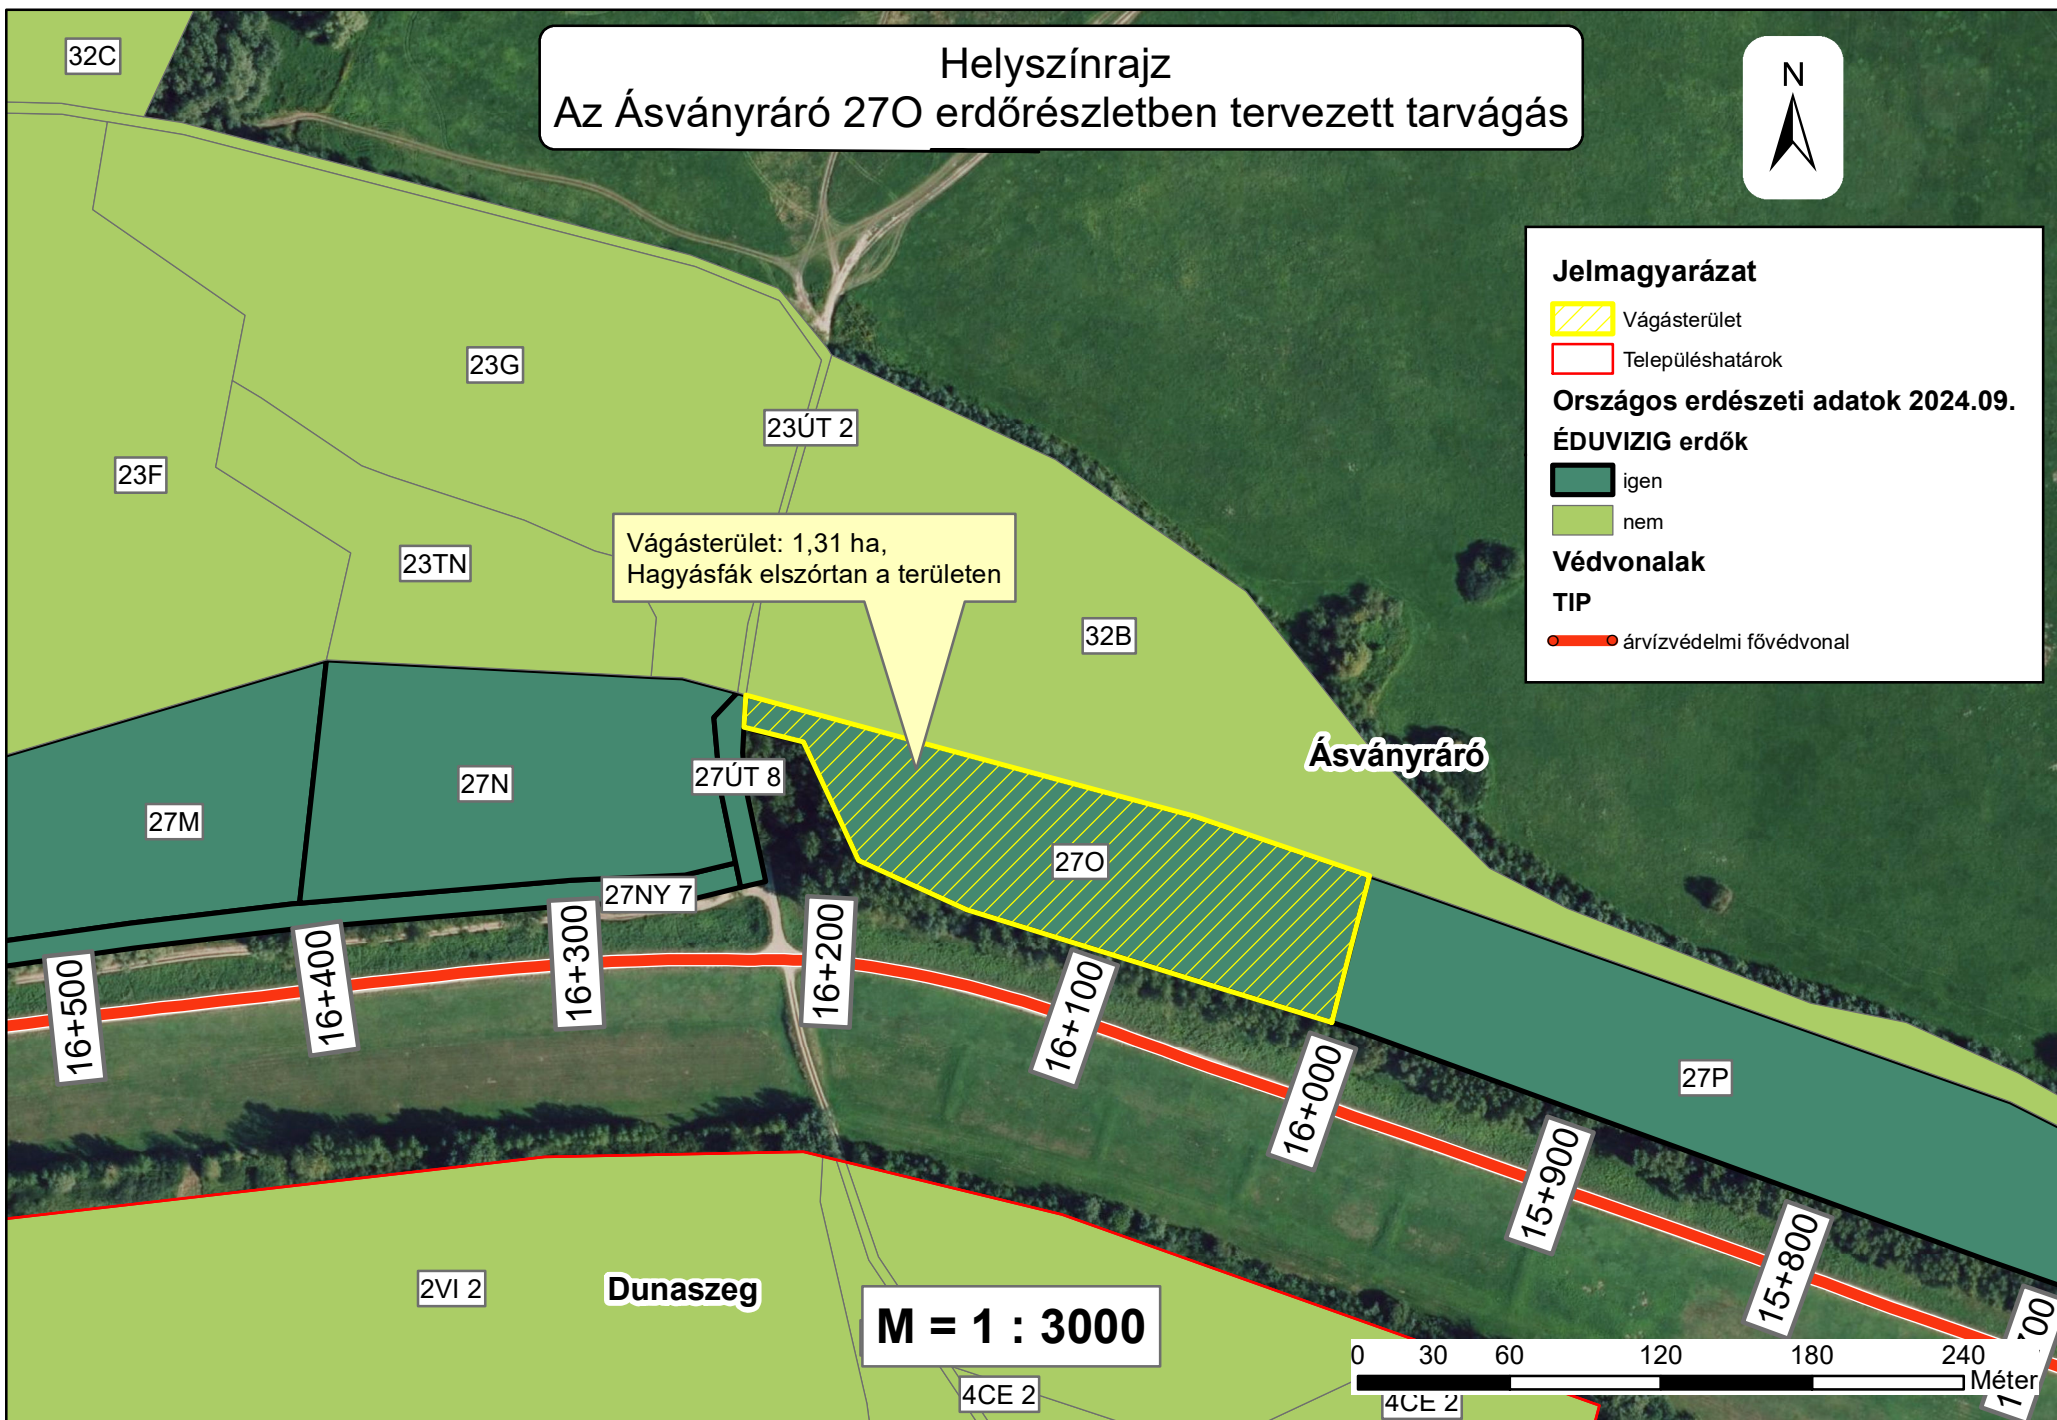 Helyszínrajz
Az Ásványráró 27O erdőrészletben tervezett tarvágás
N
32C
Jelmagyarázat
Vágásterület
Településhatárok
Országos erdészeti adatok 2024.09.
ÉDUVIZIG erdők
igen
nem
Védvonalak
TIP
árvízvédelmi fővédvonal
23G
23ÚT 2
23F
23TN
Vágásterület: 1,31 ha,
Hagyásfák elszórtan a területen
32B
Ásványráró
27N
27ÚT 8
27M
27O
27NY 7
16+500
16+400
16+300
16+200
16+100
16+000
15+900
15+800
27P
2VI 2
Dunaszeg
M = 1 : 3000
0 30 60 120 180 240
Méter
4CE 2
4CE 2